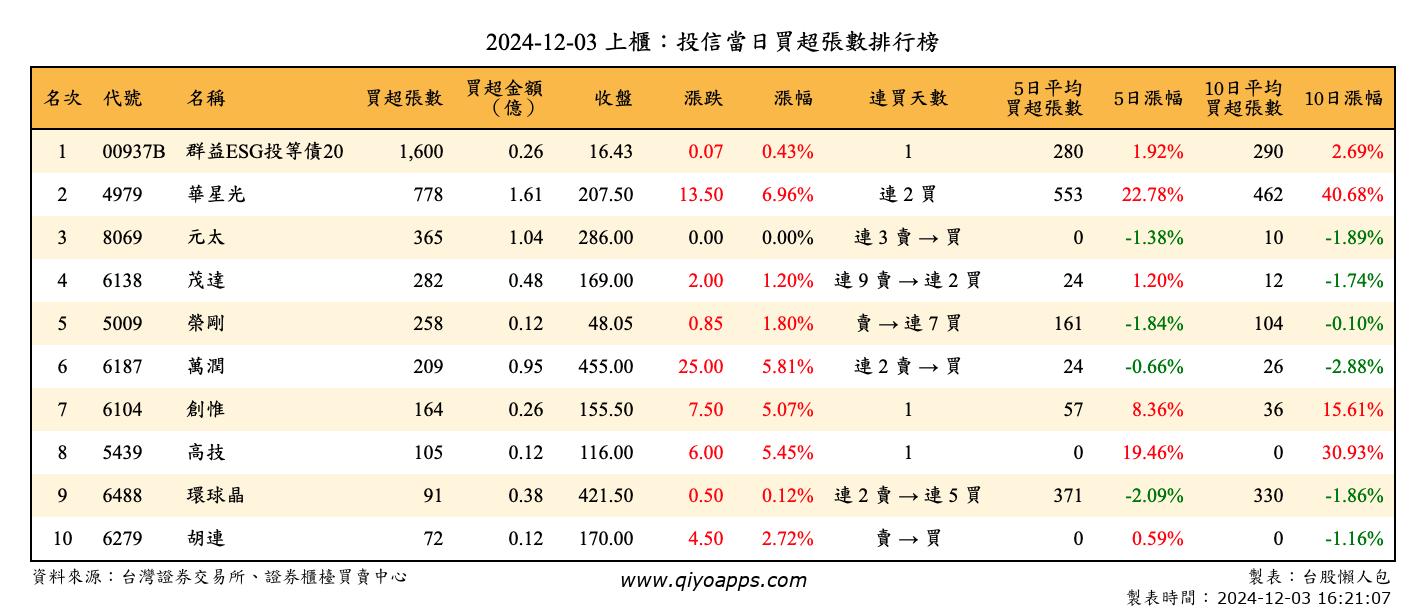 2024-12-03 上櫃：投信當日買超張數排行榜
名次 代號 名稱 買超張數 買超金額（億） 收盤 漲跌 漲幅 連買天數 5日平均買超張數 5日漲幅 10日平均買超張數 10日漲幅
1 00937B 群益ESG投等債20 1,600 0.26 16.43 0.07 0.43% 1 280 1.92% 290 2.69%
2 4979 華星光 778 1.61 207.50 13.50 6.96% 連 2 買 553 22.78% 462 40.68%
3 8069 元太 365 1.04 286.00 0.00 0.00% 連 3 賣 → 買 0 -1.38% 10 -1.89%
4 6138 茂達 282 0.48 169.00 2.00 1.20% 連 9 賣 → 連 2 買 24 1.20% 12 -1.74%
5 5009 榮剛 258 0.12 48.05 0.85 1.80% 賣 → 連 7 買 161 -1.84% 104 -0.10%
6 6187 萬潤 209 0.95 455.00 25.00 5.81% 連 2 賣 → 買 24 -0.66% 26 -2.88%
7 6104 創惟 164 0.26 155.50 7.50 5.07% 1 57 8.36% 36 15.61%
8 5439 高技 105 0.12 116.00 6.00 5.45% 1 0 19.46% 0 30.93%
9 6488 環球晶 91 0.38 421.50 0.50 0.12% 連 2 賣 → 連 5 買 371 -2.09% 330 -1.86%
10 6279 胡連 72 0.12 170.00 4.50 2.72% 賣 → 買 0 0.59% 0 -1.16%
資料來源：台灣證券交易所、證券櫃檯買賣中心 www.qiyoapps.com 製表：台股懶人包
製表時間：2024-12-03 16:21:07